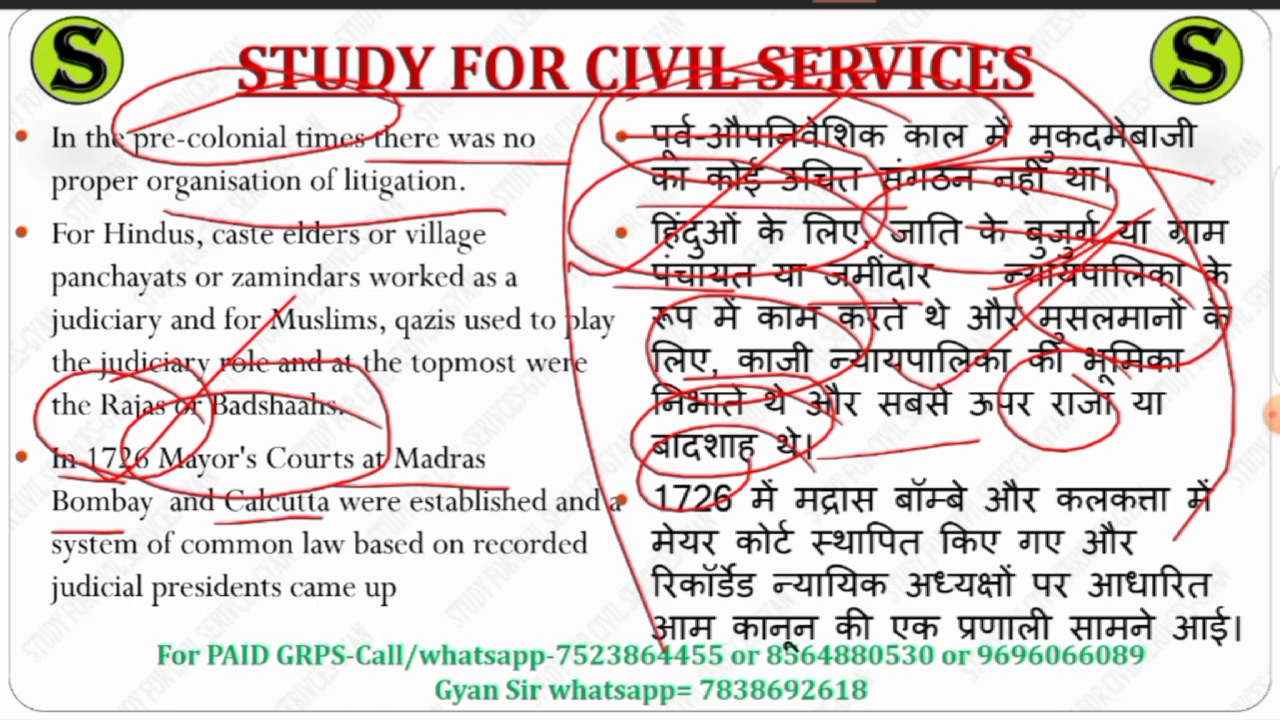 S
STUDY FOR CIVIL SERVICES
S
In the pre-colonial times there was no
proper organisation of litigation.
For Hindus, caste elders or village
panchayats or zamindars worked as a
judiciary and for Muslims, qazis used to play
the judiciary role and at the topmost were
the Rajas or Badshaahs.
In 1726 Mayor's Courts at Madras
Bombay and Calcutta were established and a
system of common law based on recorded
judicial presidents came up
पूर्व-औपनिवेशिक काल में मुकदमेबाजी
का कोई उचित संगठन नहीं था।
हिंदुओं के लिए, जाति के बुजुर्ग या ग्राम
पंचायत या जमींदार न्यायपालिका के
रूप में काम करते थे और मुसलमानों के
लिए, काजी न्यायपालिका की भूमिका
निभाते थे और सबसे ऊपर राजा या
बादशाह थे।
1726 में मद्रास बॉम्बे और कलकत्ता में
मेयर कोर्ट स्थापित किए गए और
रिकॉर्डेड न्यायिक अध्यक्षों पर आधारित
आम कानून की एक प्रणाली सामने आई।
For PAID GRPS-Call/whatsapp-7523864455 or 8564880530 or 9696066089
Gyan Sir whatsapp= 7838692618